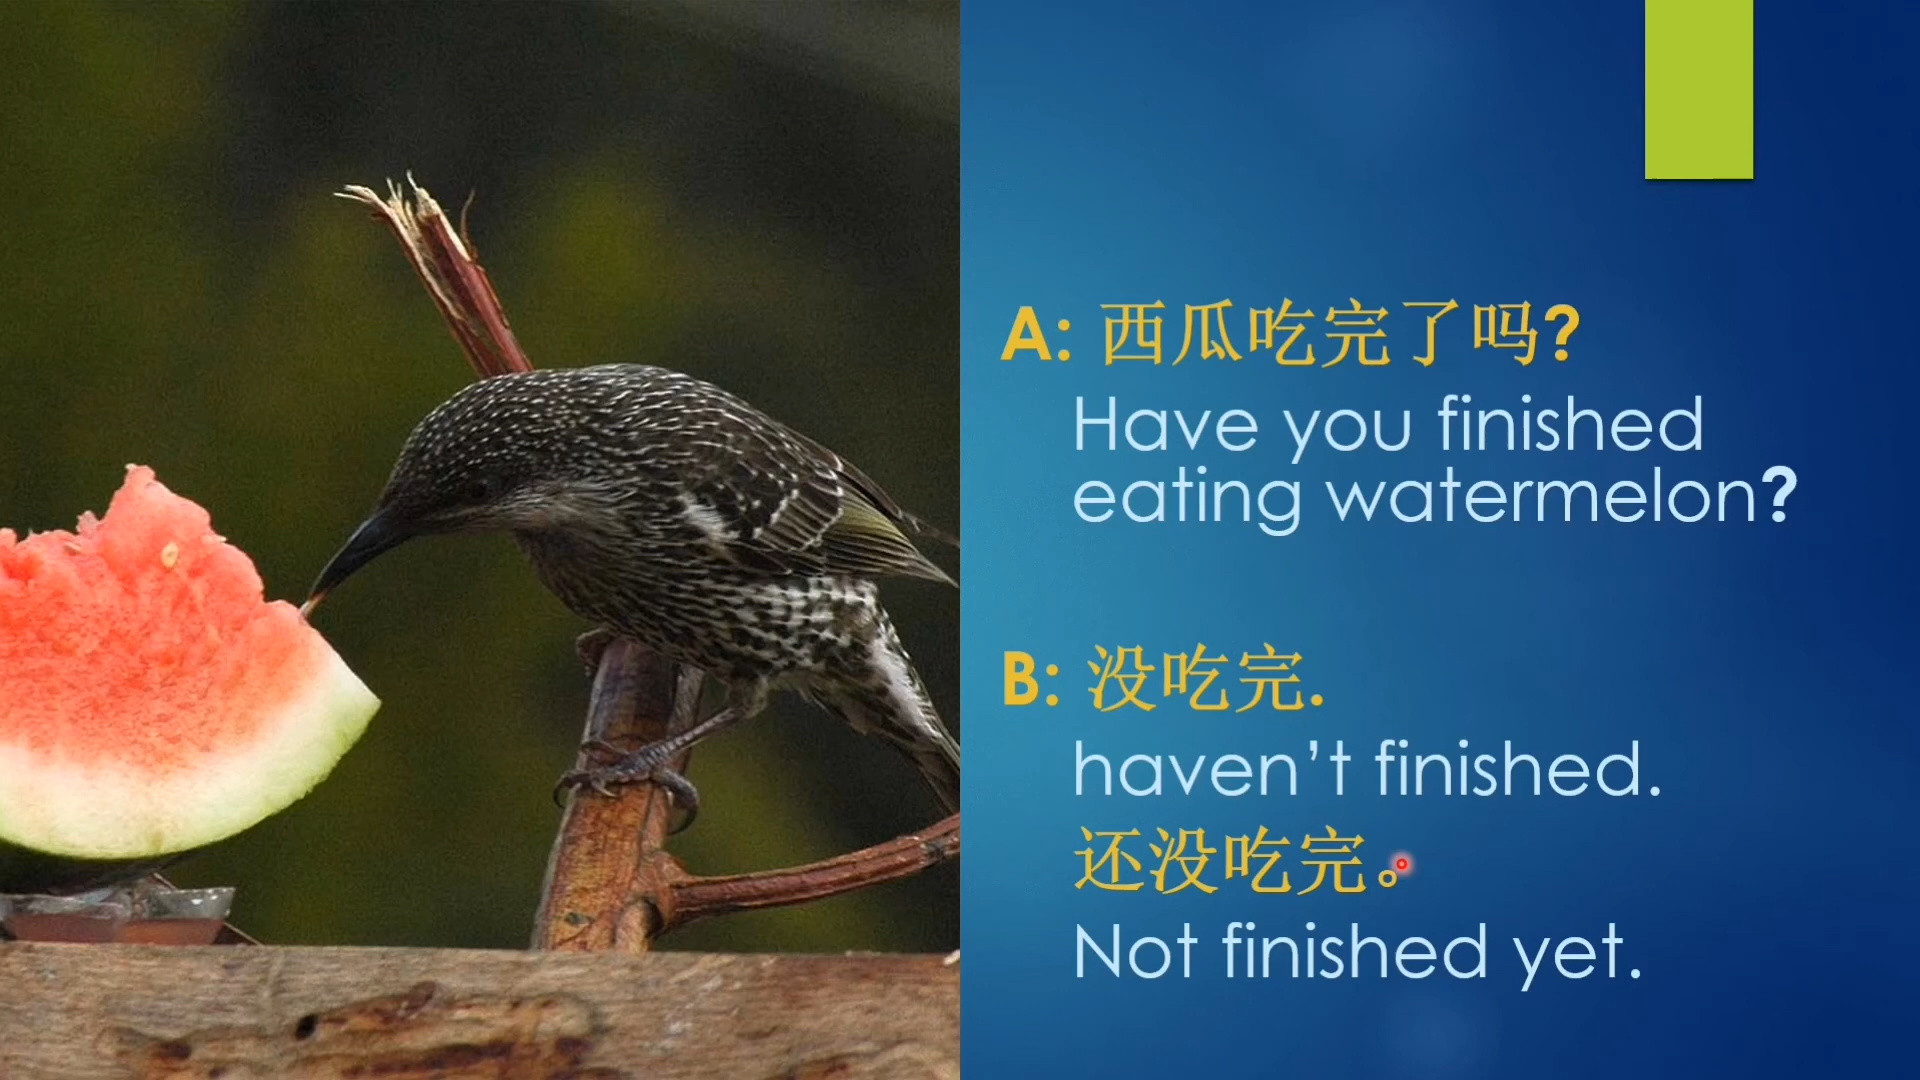 A: 西瓜吃完了吗?
Have you finished
eating watermelon?
B: 没吃完.
haven’t finished.
还没吃完。
Not finished yet.